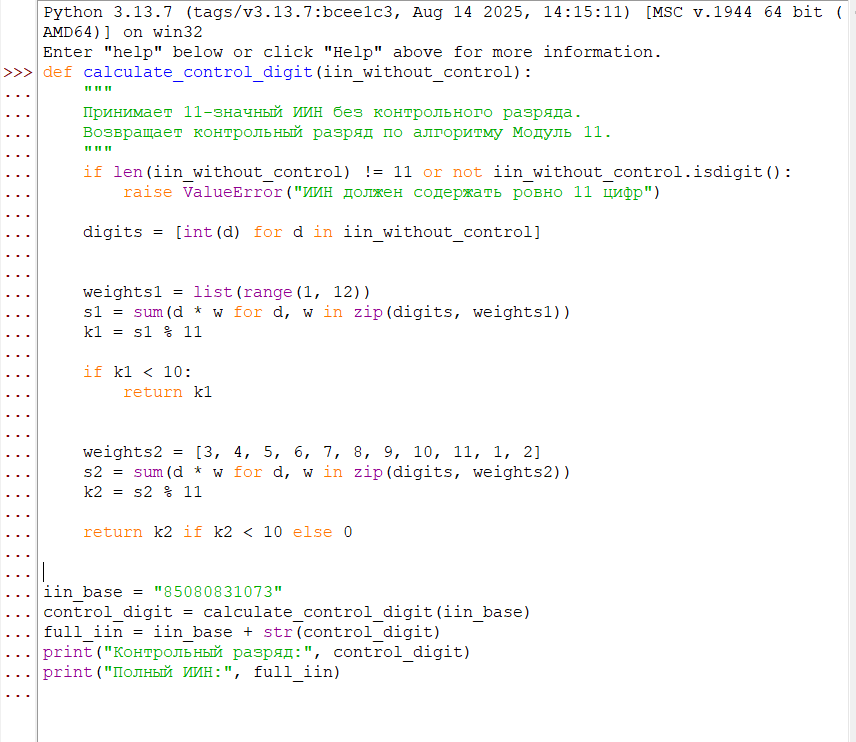 Python 3.13.7 (tags/v3.13.7:bcee1c3, Aug 14 2025, 14:15:11) [MSC v.1944 64 bit (
AMD64)] on win32
Enter "help" below or click "Help" above for more information.
>>> def calculate_control_digit(iin_without_control):
...     """
...     Принимает 11-значный ИИН без контрольного разряда.
...     Возвращает контрольный разряд по алгоритму Модуль 11.
...     """
...     if len(iin_without_control) != 11 or not iin_without_control.isdigit():
...         raise ValueError("ИИН должен содержать ровно 11 цифр")
...
...     digits = [int(d) for d in iin_without_control]
...
...
...     weights1 = list(range(1, 12))
...     s1 = sum(d * w for d, w in zip(digits, weights1))
...     k1 = s1 % 11
...
...     if k1 < 10:
...         return k1
...
...
...     weights2 = [3, 4, 5, 6, 7, 8, 9, 10, 11, 1, 2]
...     s2 = sum(d * w for d, w in zip(digits, weights2))
...     k2 = s2 % 11
...
...     return k2 if k2 < 10 else 0
...
...
... iin_base = "85080831073"
... control_digit = calculate_control_digit(iin_base)
... full_iin = iin_base + str(control_digit)
... print("Контрольный разряд:", control_digit)
... print("Полный ИИН:", full_iin)
...